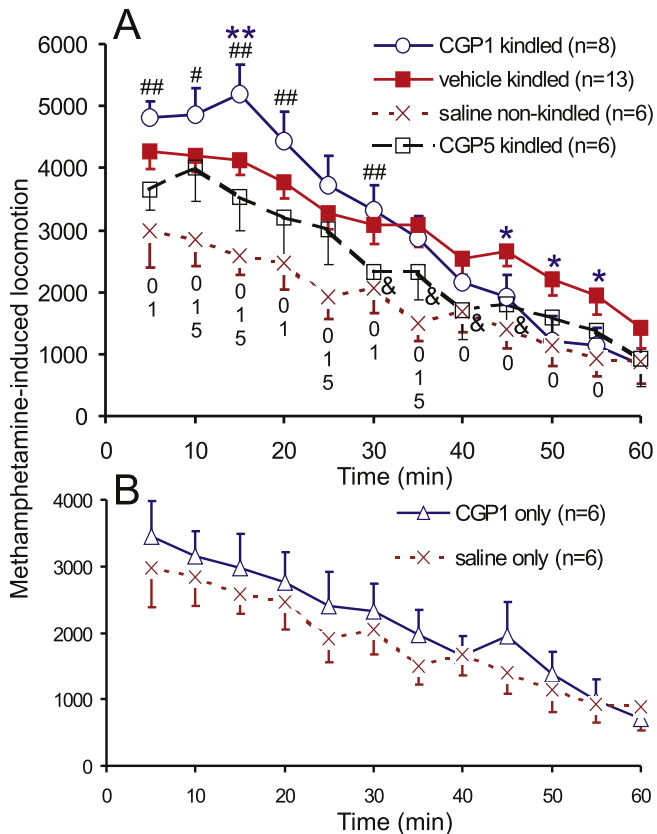 A
6000
5000
4000
3000
2000
1000
0
CGP1 kindled (n=8)
vehicle kindled (n=13)
saline non-kindled (n=6)
CGP5 kindled (n=6)
**
## # ## ##
##
* * *
& & & &
0 0 0 0 0 0 0 0 0 0 0
1 1 1 1 1 1 1
5 5 5 5
0 10 20 30 40 50 60
Time (min)
Methamphetamine-induced locomotion
B
4000
3000
2000
1000
0
CGP1 only (n=6)
saline only (n=6)
0 10 20 30 40 50 60
Time (min)